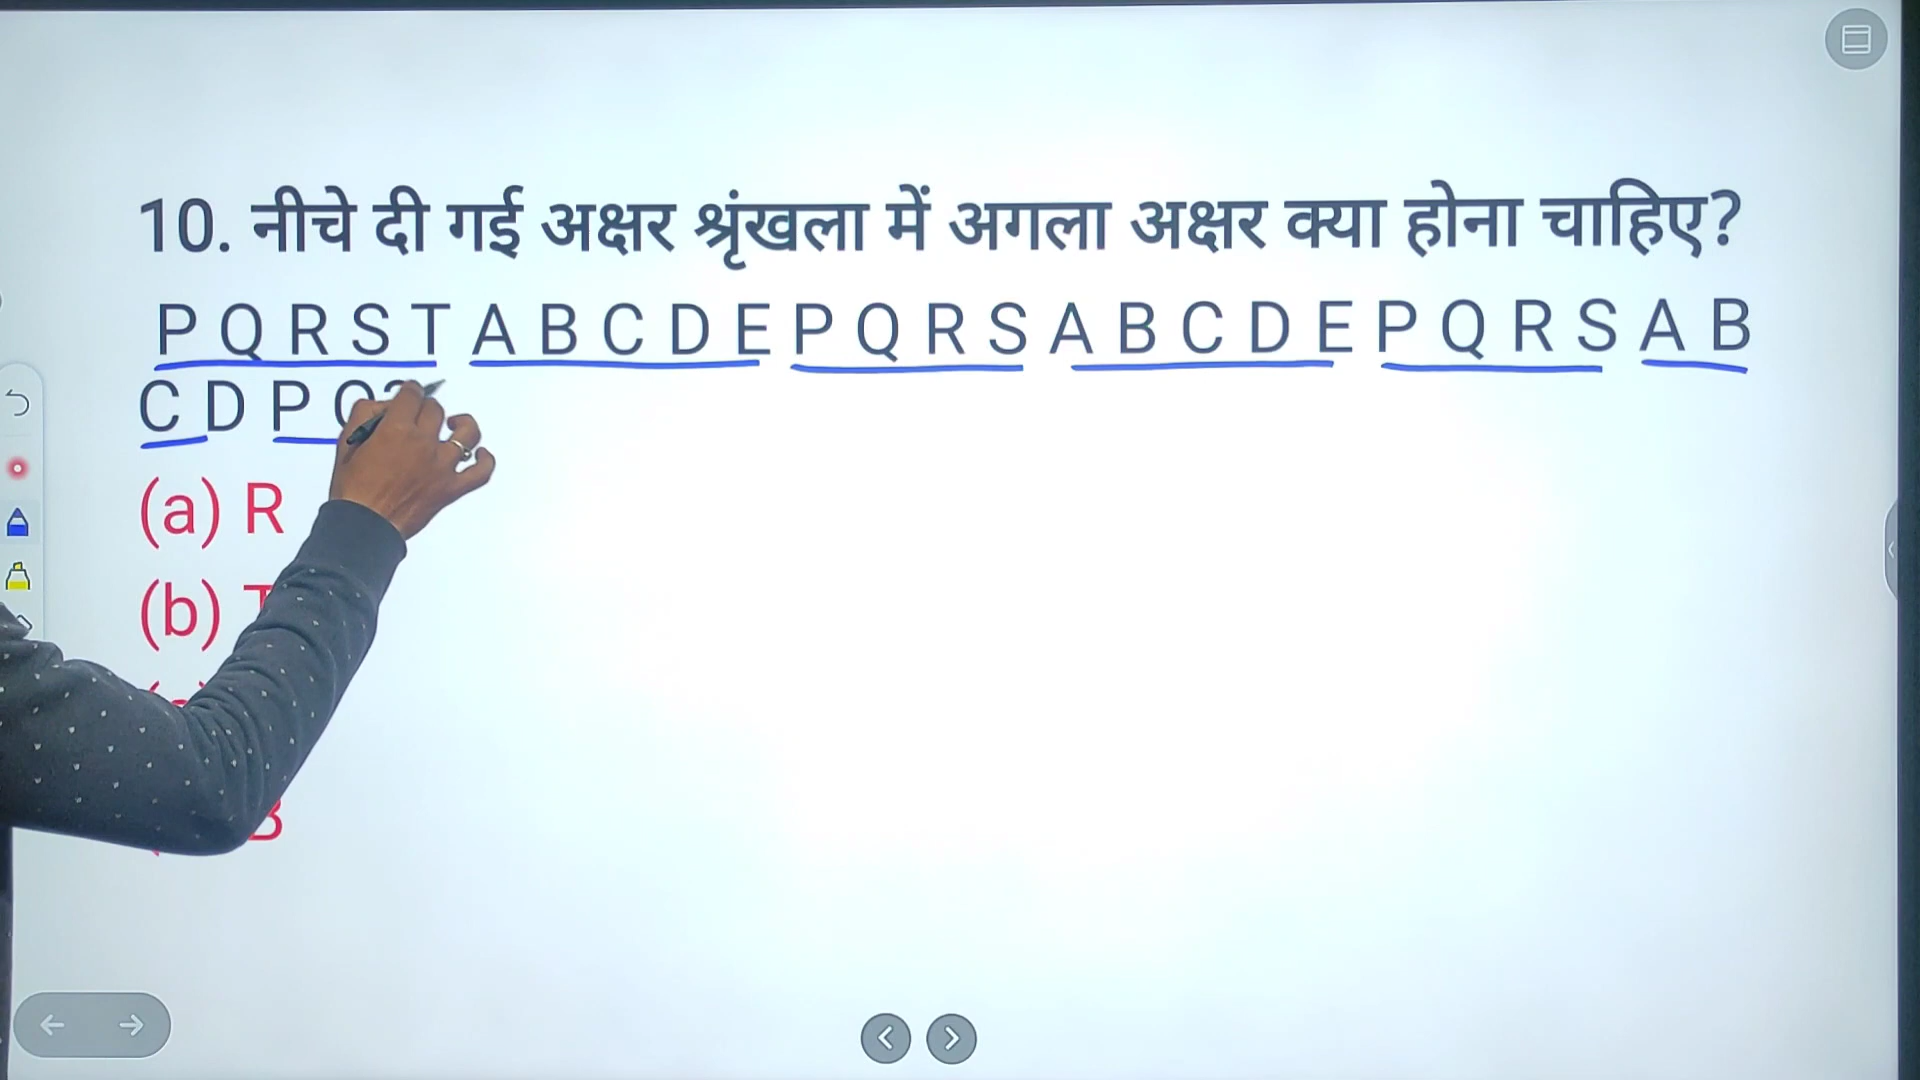 10. नीचे दी गई अक्षर श्रृंखला में अगला अक्षर क्या होना चाहिए?
P Q R S T A B C D E P Q R S A B C D E P Q R S A B
C D P Q?
(a) R
(b) T
B